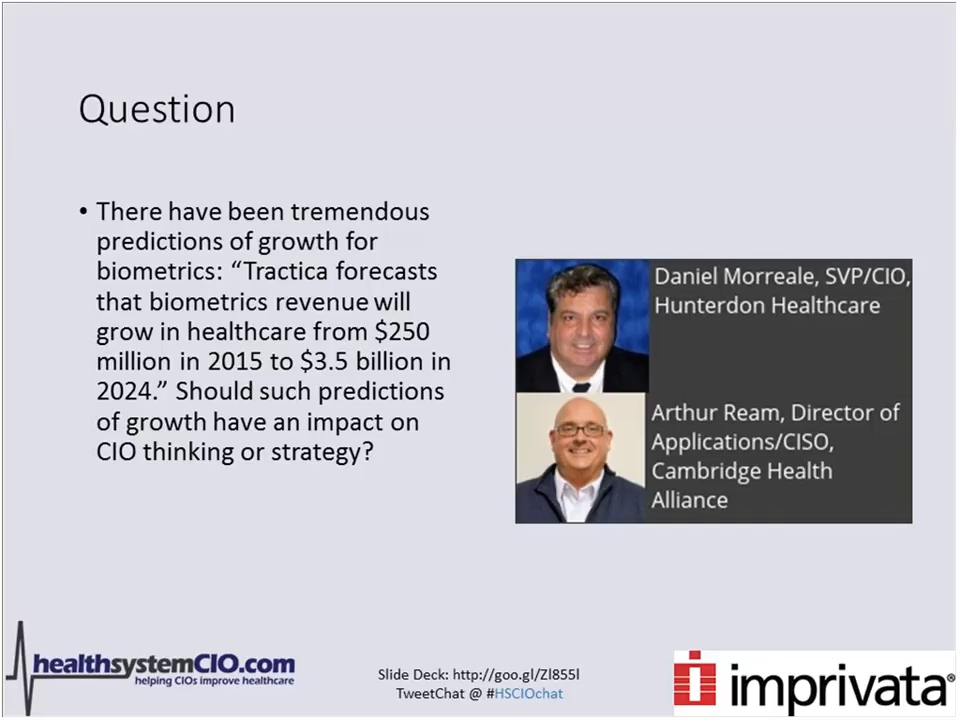 Question
• There have been tremendous
predictions of growth for
biometrics: “Tractica forecasts
that biometrics revenue will
grow in healthcare from $250
million in 2015 to $3.5 billion in
2024.” Should such predictions
of growth have an impact on
CIO thinking or strategy?
Daniel Morreale, SVP/CIO,
Hunterdon Healthcare
Arthur Ream, Director of
Applications/CISO,
Cambridge Health
Alliance
healthsystemCIO.com
helping CIOs improve healthcare
Slide Deck: http://goo.gl/Zl855l
TweetChat @ #HSCIOchat
imprivata®